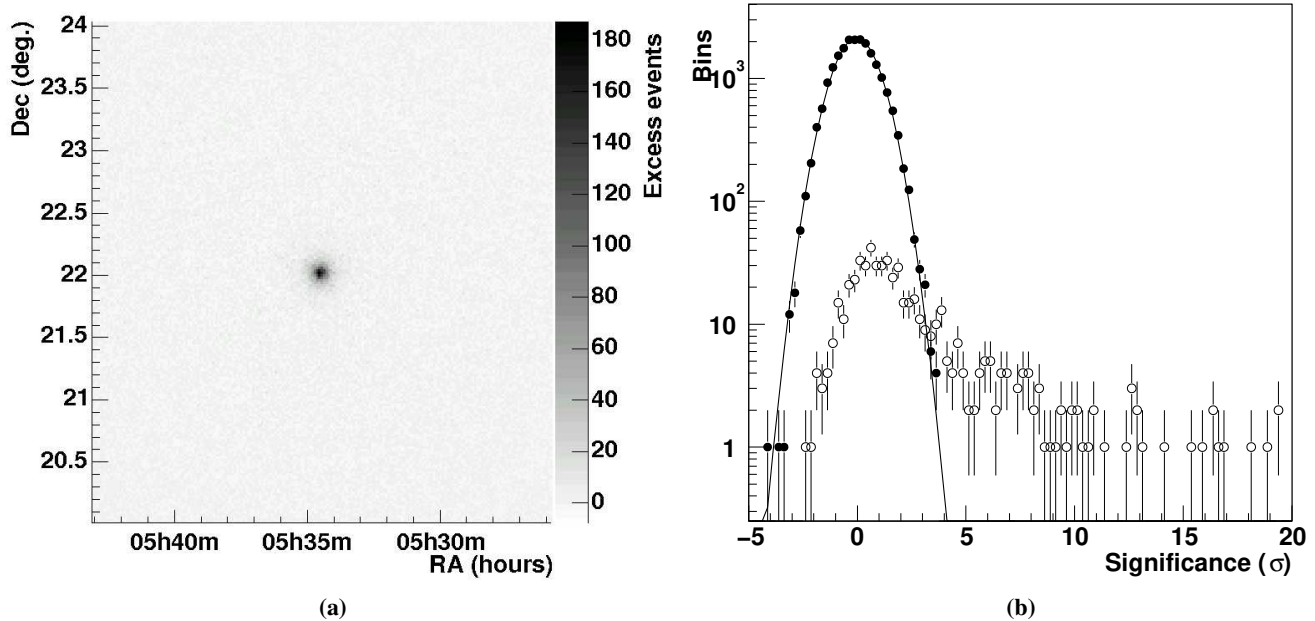 Dec (deg.)
24
23.5
23
22.5
22
21.5
21
20.5
05h40m
05h35m
05h30m
RA (hours)
180
160
140
120
100
80
60
40
20
0
Excess events
(a)
Bins
10³
10²
10
1
−5
0
5
10
15
20
Significance (σ)
(b)